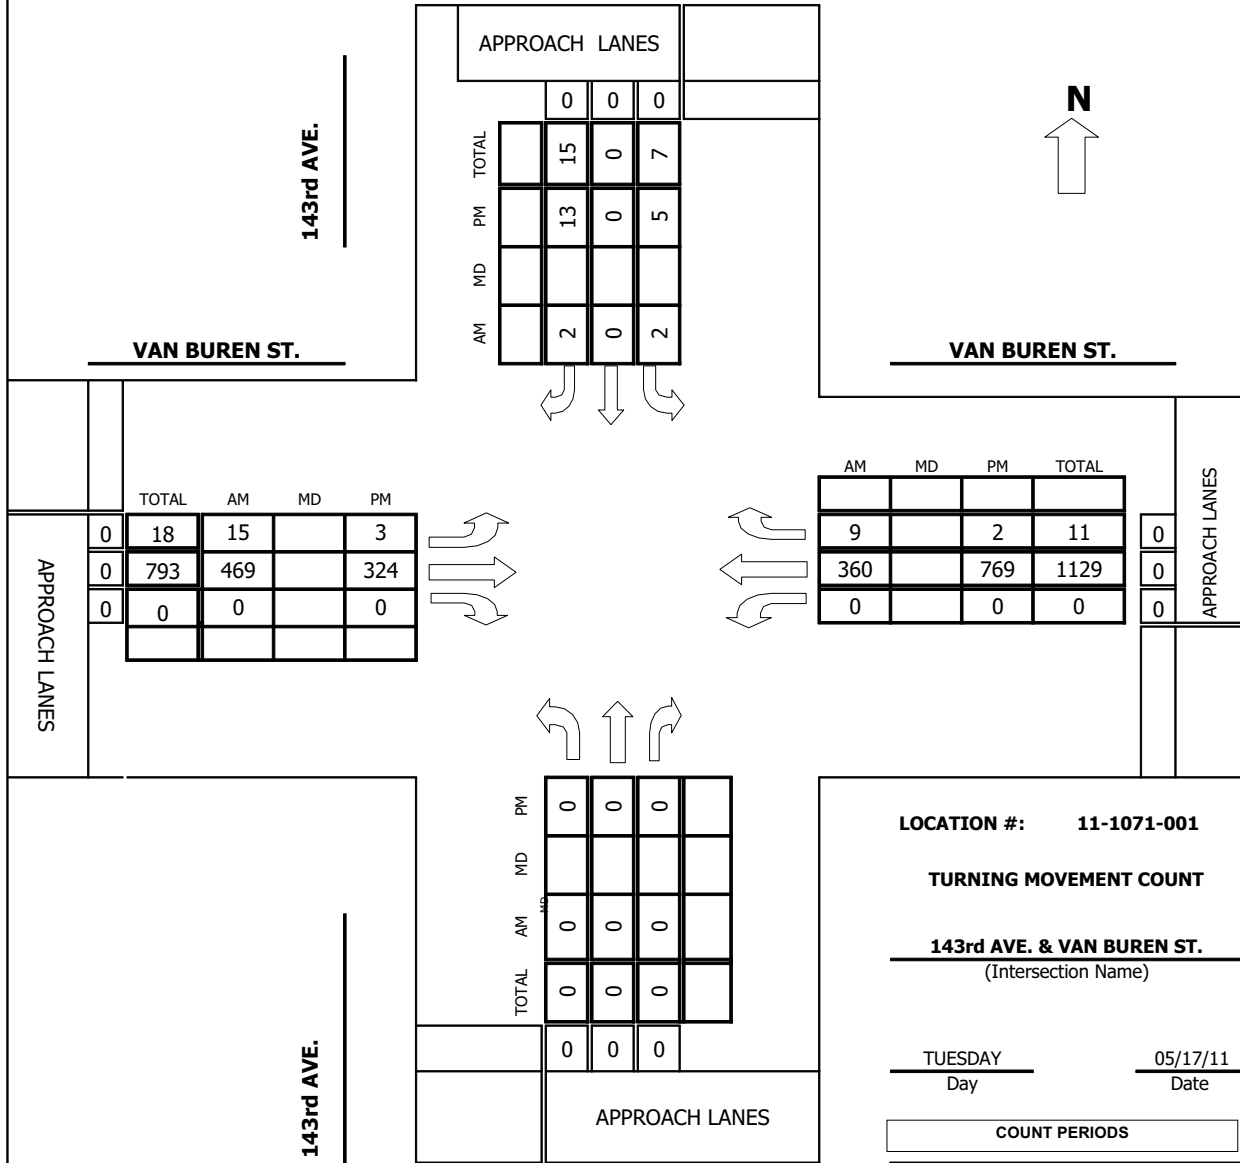 APPROACH LANES
0 0 0
N
143rd AVE.
TOTAL 15 0 7
PM 13 0 5
MD
AM 2 0 2
VAN BUREN ST.
VAN BUREN ST.
TOTAL AM MD PM
0 18 15 3
0 793 469 324
0 0 0 0
APPROACH LANES
AM MD PM TOTAL
9 2 11 0
360 769 1129 0
0 0 0 0
APPROACH LANES
PM 0 0 0
MD
MD
AM 0 0 0
TOTAL 0 0 0
0 0 0
APPROACH LANES
143rd AVE.
LOCATION #: 11-1071-001
TURNING MOVEMENT COUNT
143rd AVE. & VAN BUREN ST.
(Intersection Name)
TUESDAY 05/17/11
Day Date
COUNT PERIODS